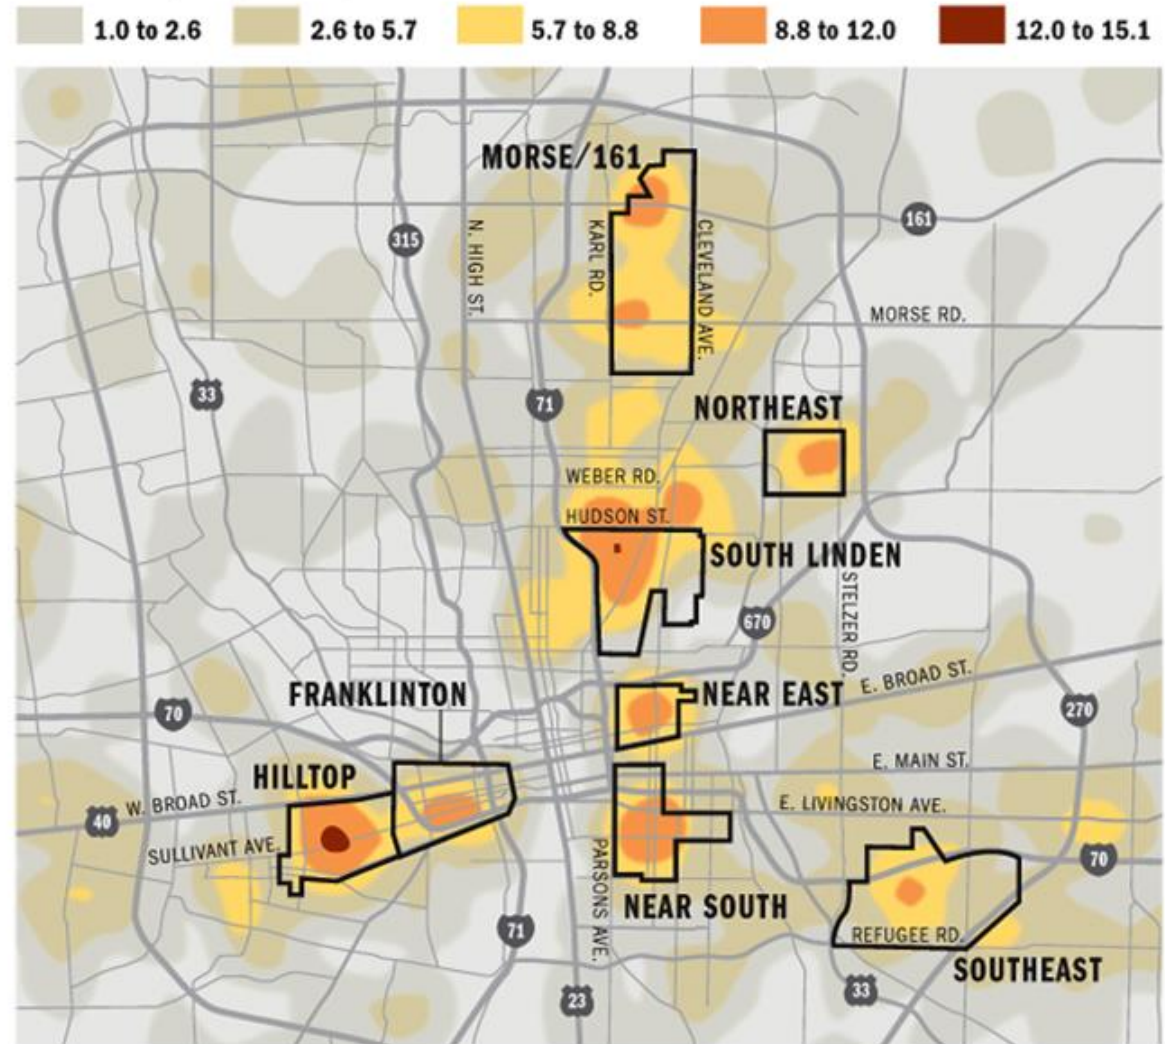 1.0 to 2.6
2.6 to 5.7
5.7 to 8.8
8.8 to 12.0
12.0 to 15.1
MORSE/161
161
315
N. HIGH ST.
KARL RD.
CLEVELAND AVE.
MORSE RD.
33
71
NORTHEAST
WEBER RD.
HUDSON ST.
SOUTH LINDEN
STELZER RD.
670
FRANKLINTON
NEAR EAST
E. BROAD ST.
70
270
HILLTOP
E. MAIN ST.
W. BROAD ST.
40
E. LIVINGSTON AVE.
SULLIVANT AVE.
70
PARSONS AVE.
NEAR SOUTH
71
REFUGEE RD.
SOUTHEAST
23
33